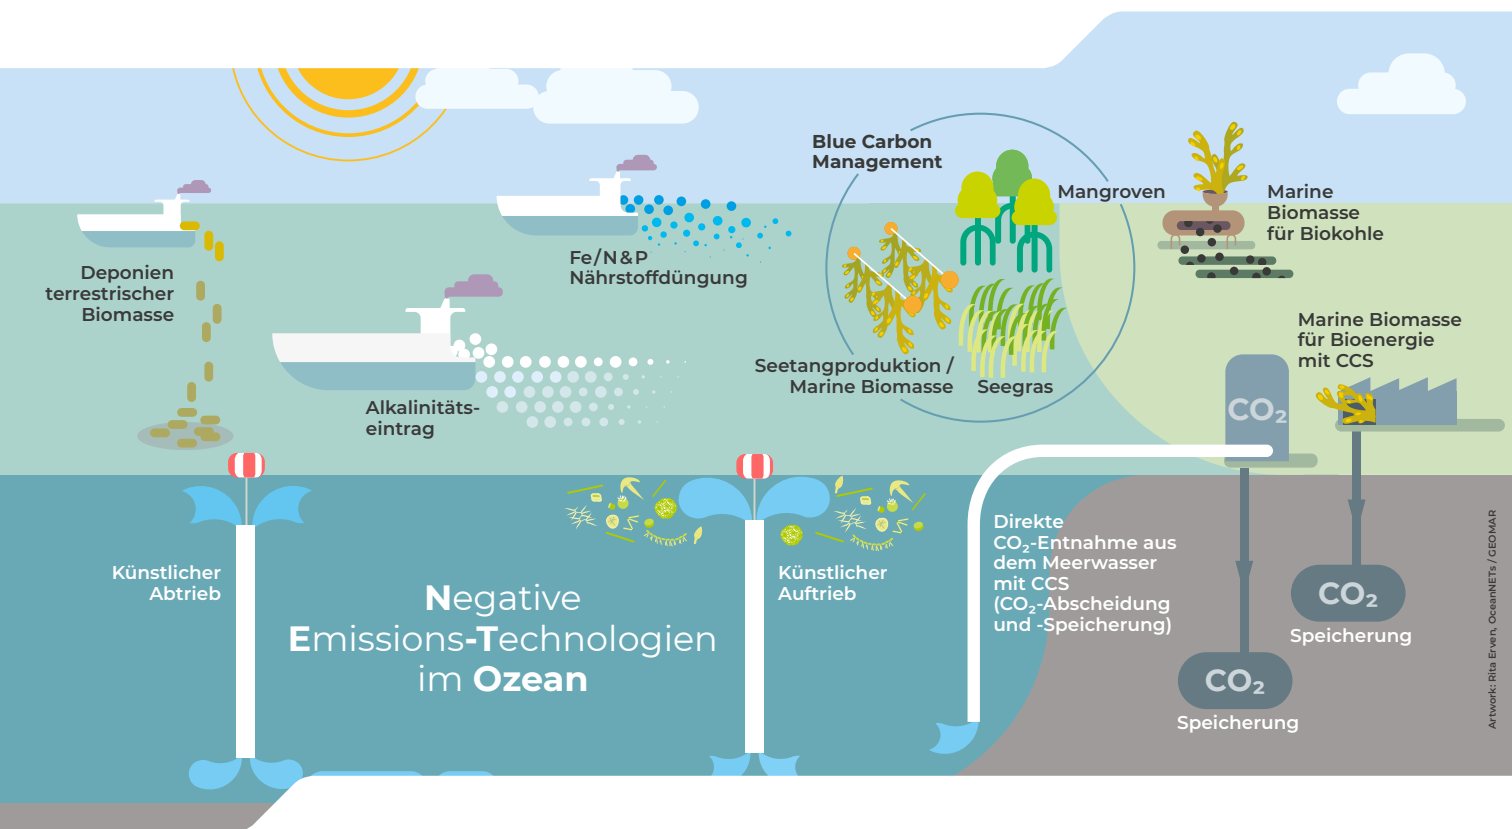 Blue Carbon
Management
Mangroven
Marine
Biomasse
für Biokohle
Deponien
terrestrischer
Biomasse
Fe/N&P
Nährstoffdüngung
Marine Biomasse
für Bioenergie
mit CCS
Seetangproduktion /
Marine Biomasse
Seegras
Alkalinitäts-
eintrag
CO₂
Künstlicher
Abtrieb
Negative
Emissions-Technologien
im Ozean
Künstlicher
Auftrieb
Direkte
CO₂-Entnahme aus
dem Meerwasser
mit CCS
(CO₂-Abscheidung
und -Speicherung)
CO₂
Speicherung
CO₂
Speicherung
Artwork: Rita Erven, OceanNETs / GEOMAR